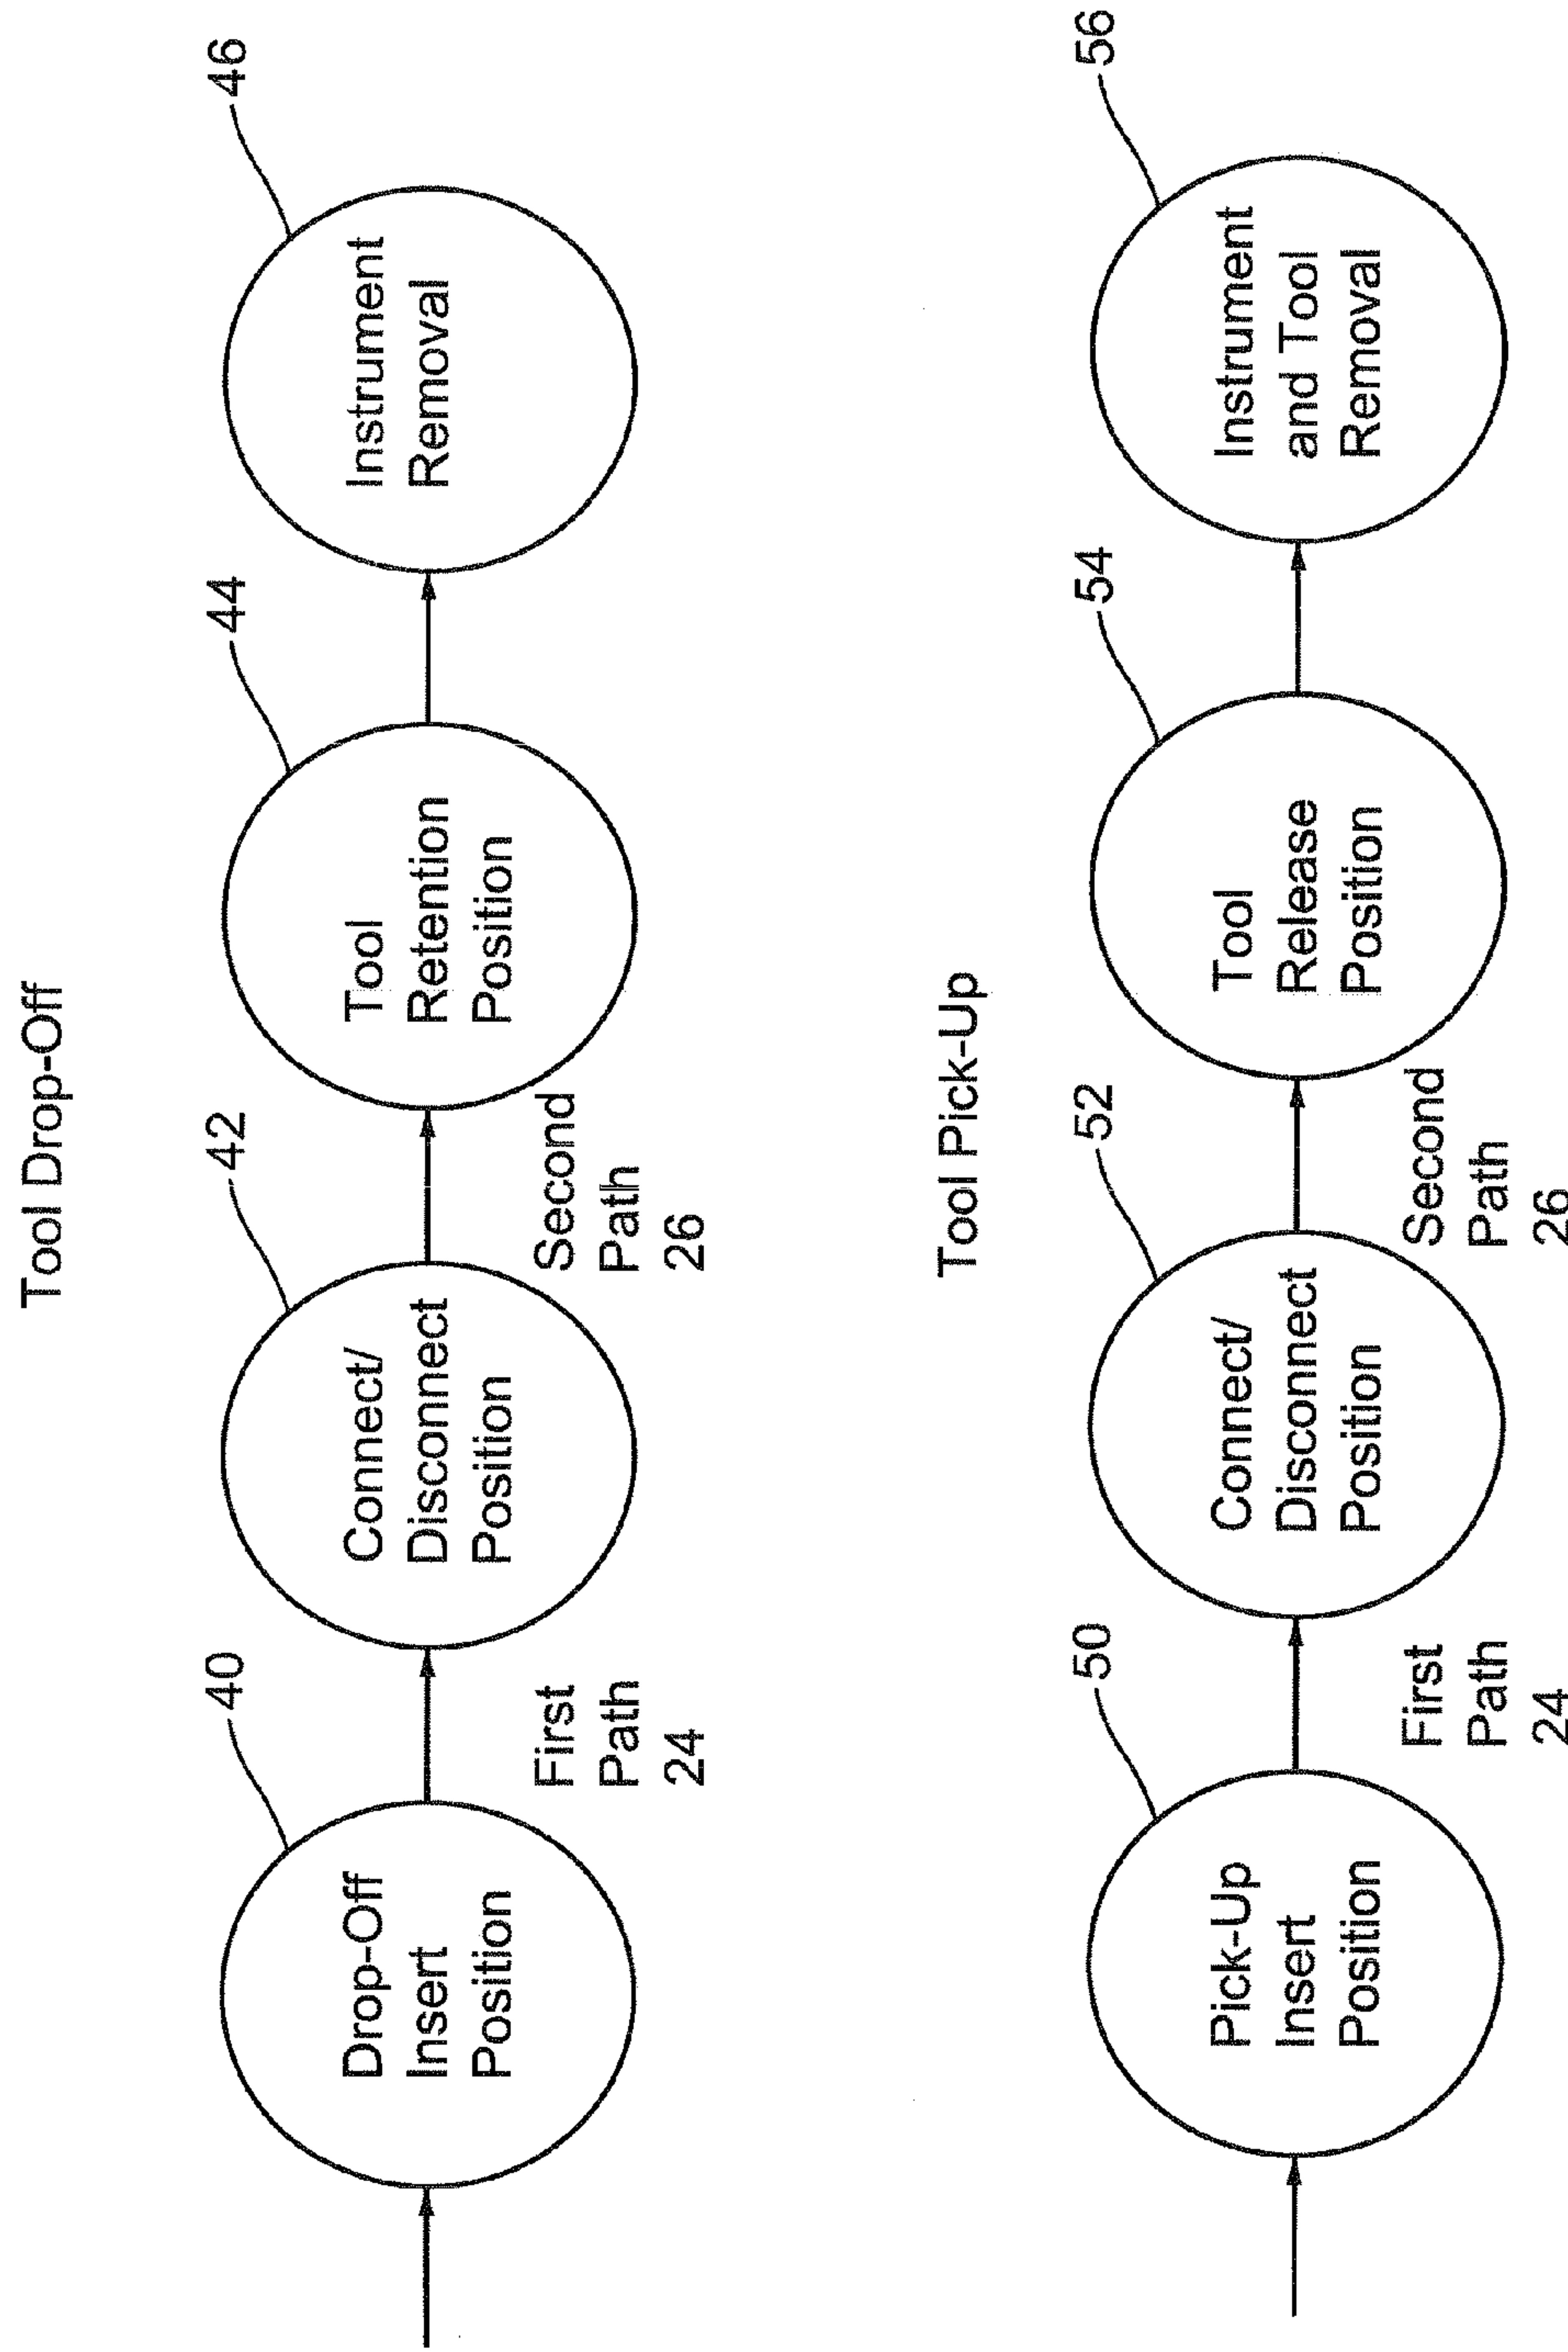 Tool Drop-Off
40
42
44
46
Drop-Off
Insert
Position
Connect/
Disconnect
Position
Tool
Retention
Position
Instrument
Removal
First
Path
24
Second
Path
26
Tool Pick-Up
50
52
54
56
Pick-Up
Insert
Position
Connect/
Disconnect
Position
Tool
Release
Position
Instrument
and Tool
Removal
First
Path
24
Second
Path
26